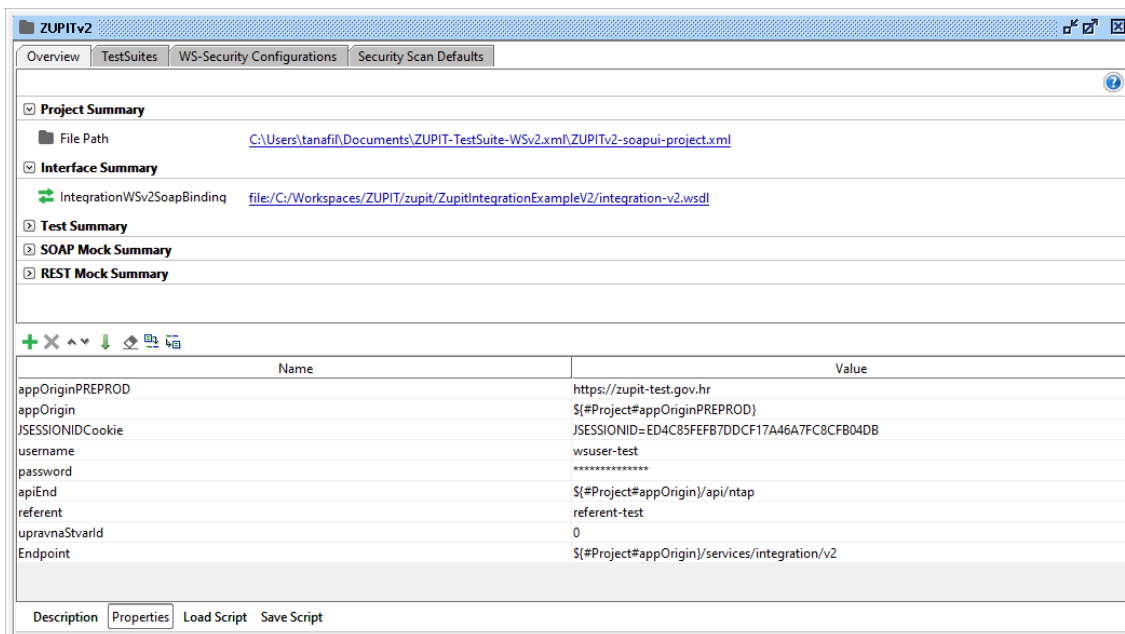 ZUPITv2
Overview TestSuites WS-Security Configurations Security Scan Defaults
Project Summary
File Path C:\Users\tanafil\Documents\ZUPIT-TestSuite-WSv2.xml\ZUPITv2-soapui-project.xml
Interface Summary
IntegrationWSv2SoapBinding file:/C:/Workspaces/ZUPIT/zupit/ZupitIntegrationExampleV2/integration-v2.wsdl
Test Summary
SOAP Mock Summary
REST Mock Summary
Name Value
appOriginPREPROD https://zupit-test.gov.hr
appOrigin ${#Project#appOriginPREPROD}
JSESSIONIDCookie JSESSIONID=ED4C85FEFB7DDCF17A46A7FC8CFB04DB
username wsuser-test
password **************
apiEnd ${#Project#appOrigin}/api/ntap
referent referent-test
upravnaStvarId 0
Endpoint ${#Project#appOrigin}/services/integration/v2
Description Properties Load Script Save Script